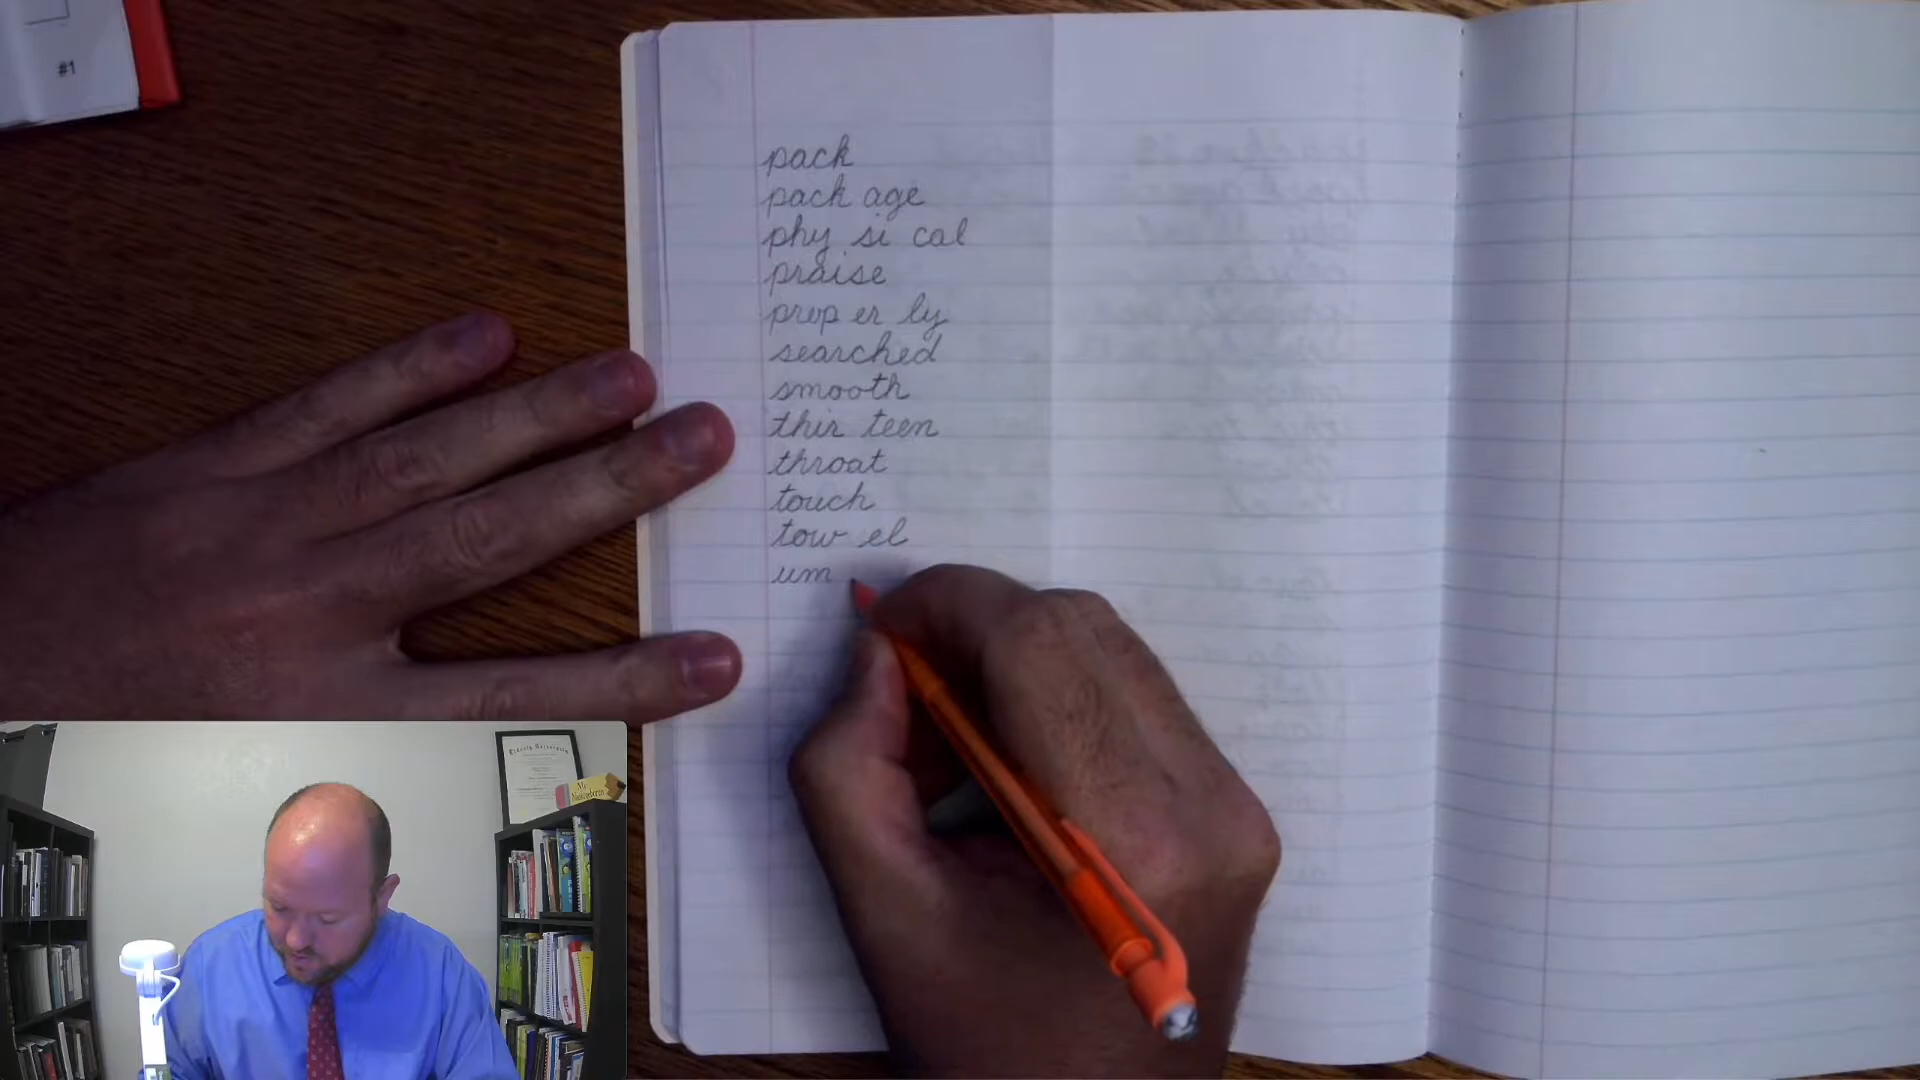 #1
pack
pack age
phy si cal
praise
prop er ly
searched
smooth
thir teen
throat
touch
tow el
um